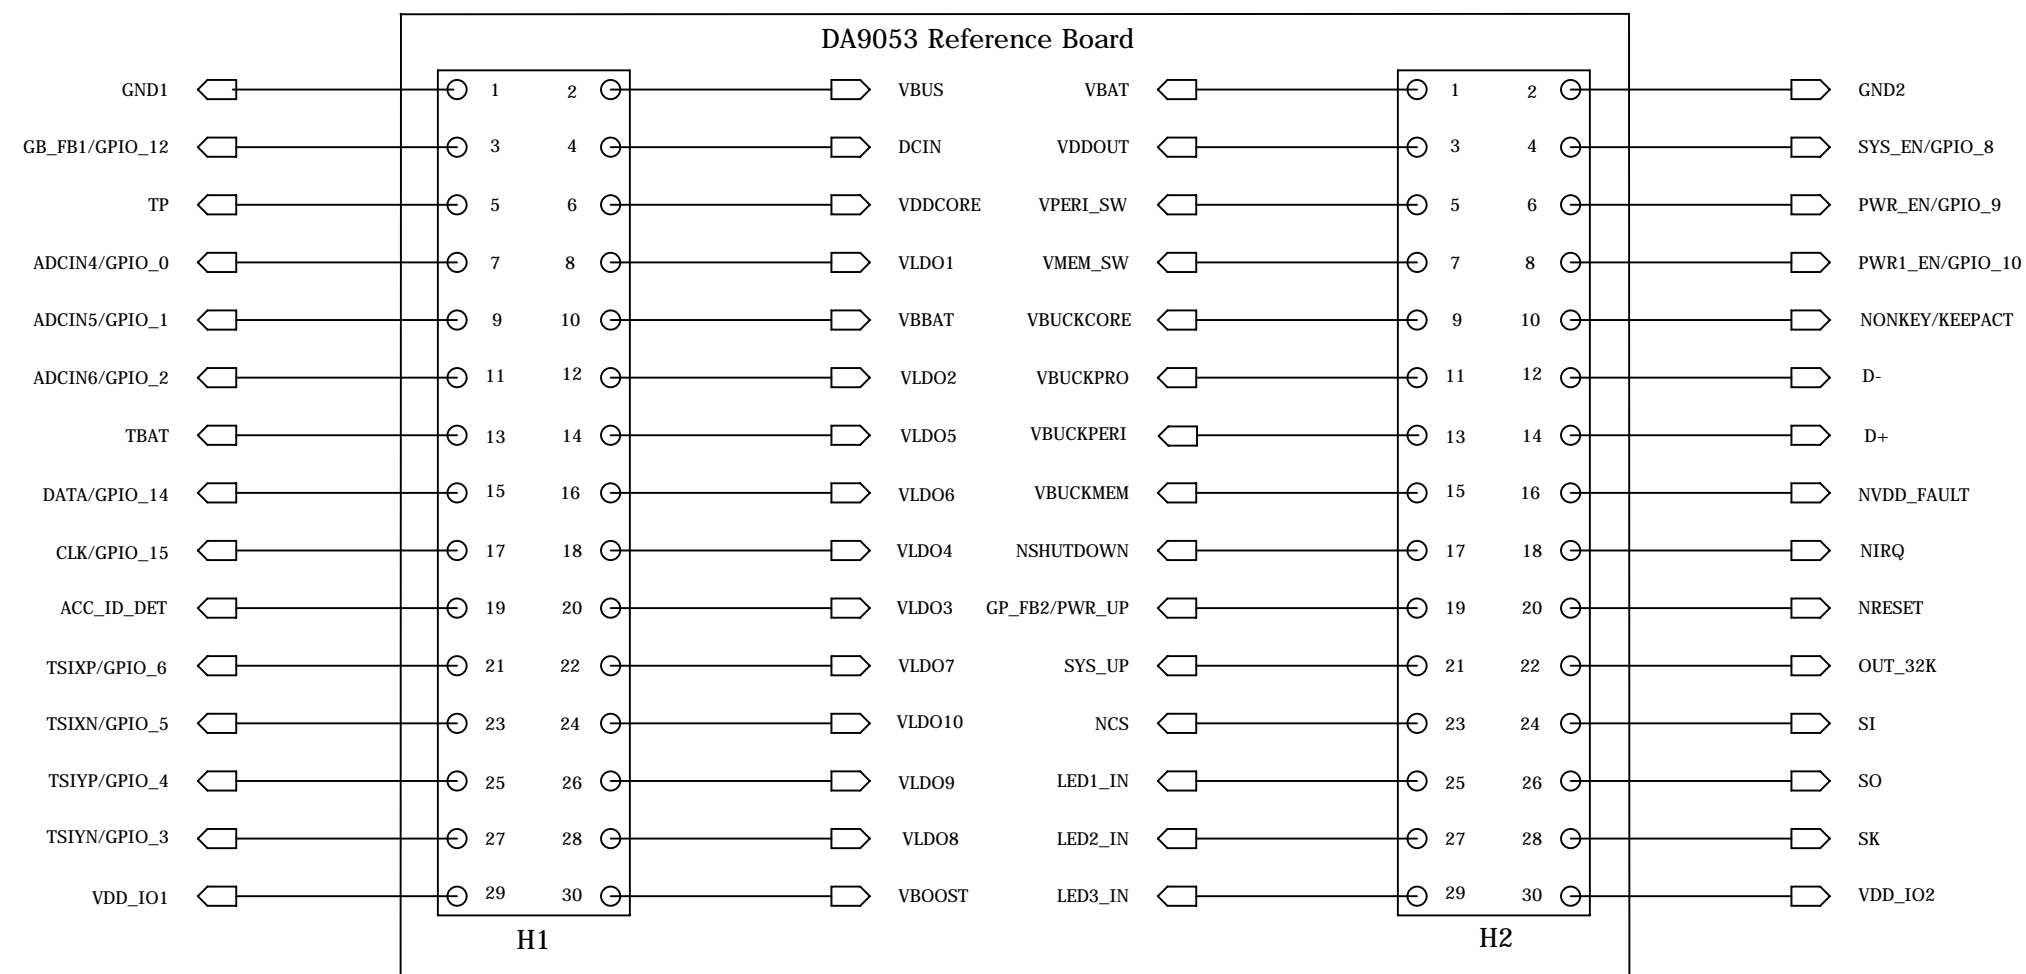 DA9053 Reference Board
GND1 1 2 VBUS VBAT 1 2 GND2
GB_FB1/GPIO_12 3 4 DCIN VDDOUT 3 4 SYS_EN/GPIO_8
TP 5 6 VDDCORE VPERI_SW 5 6 PWR_EN/GPIO_9
ADCIN4/GPIO_0 7 8 VLDO1 VMEM_SW 7 8 PWR1_EN/GPIO_10
ADCIN5/GPIO_1 9 10 VBBAT VBUCKCORE 9 10 NONKEY/KEEPACT
ADCIN6/GPIO_2 11 12 VLDO2 VBUCKPRO 11 12 D-
TBAT 13 14 VLDO5 VBUCKPERI 13 14 D+
DATA/GPIO_14 15 16 VLDO6 VBUCKMEM 15 16 NVDD_FAULT
CLK/GPIO_15 17 18 VLDO4 NSHUTDOWN 17 18 NIRQ
ACC_ID_DET 19 20 VLDO3 GP_FB2/PWR_UP 19 20 NRESET
TSIXP/GPIO_6 21 22 VLDO7 SYS_UP 21 22 OUT_32K
TSIXN/GPIO_5 23 24 VLDO10 NCS 23 24 SI
TSIYP/GPIO_4 25 26 VLDO9 LED1_IN 25 26 SO
TSIYN/GPIO_3 27 28 VLDO8 LED2_IN 27 28 SK
VDD_IO1 29 30 VBOOST LED3_IN 29 30 VDD_IO2
H1 H2